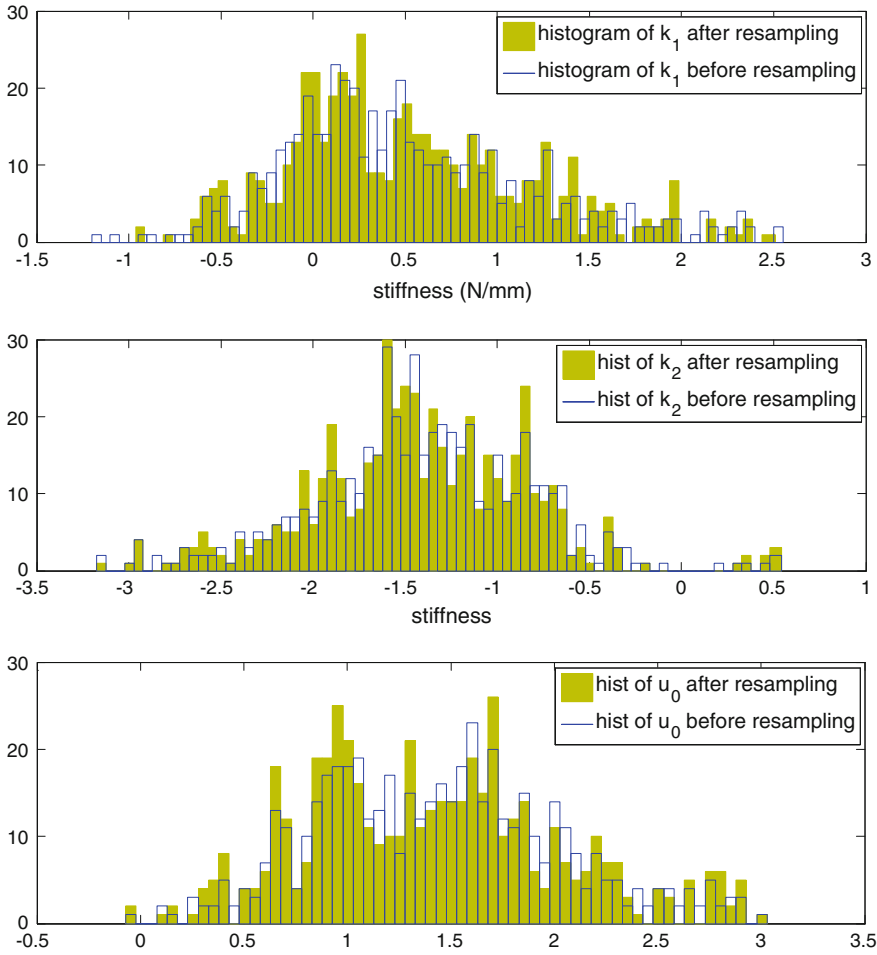 30
20
10
0
histogram of k₁ after resampling
histogram of k₁ before resampling
-1.5 -1 -0.5 0 0.5 1 1.5 2 2.5 3
stiffness (N/mm)
30
20
10
0
hist of k₂ after resampling
hist of k₂ before resampling
-3.5 -3 -2.5 -2 -1.5 -1 -0.5 0 0.5 1
stiffness
30
20
10
0
hist of u₀ after resampling
hist of u₀ before resampling
-0.5 0 0.5 1 1.5 2 2.5 3 3.5